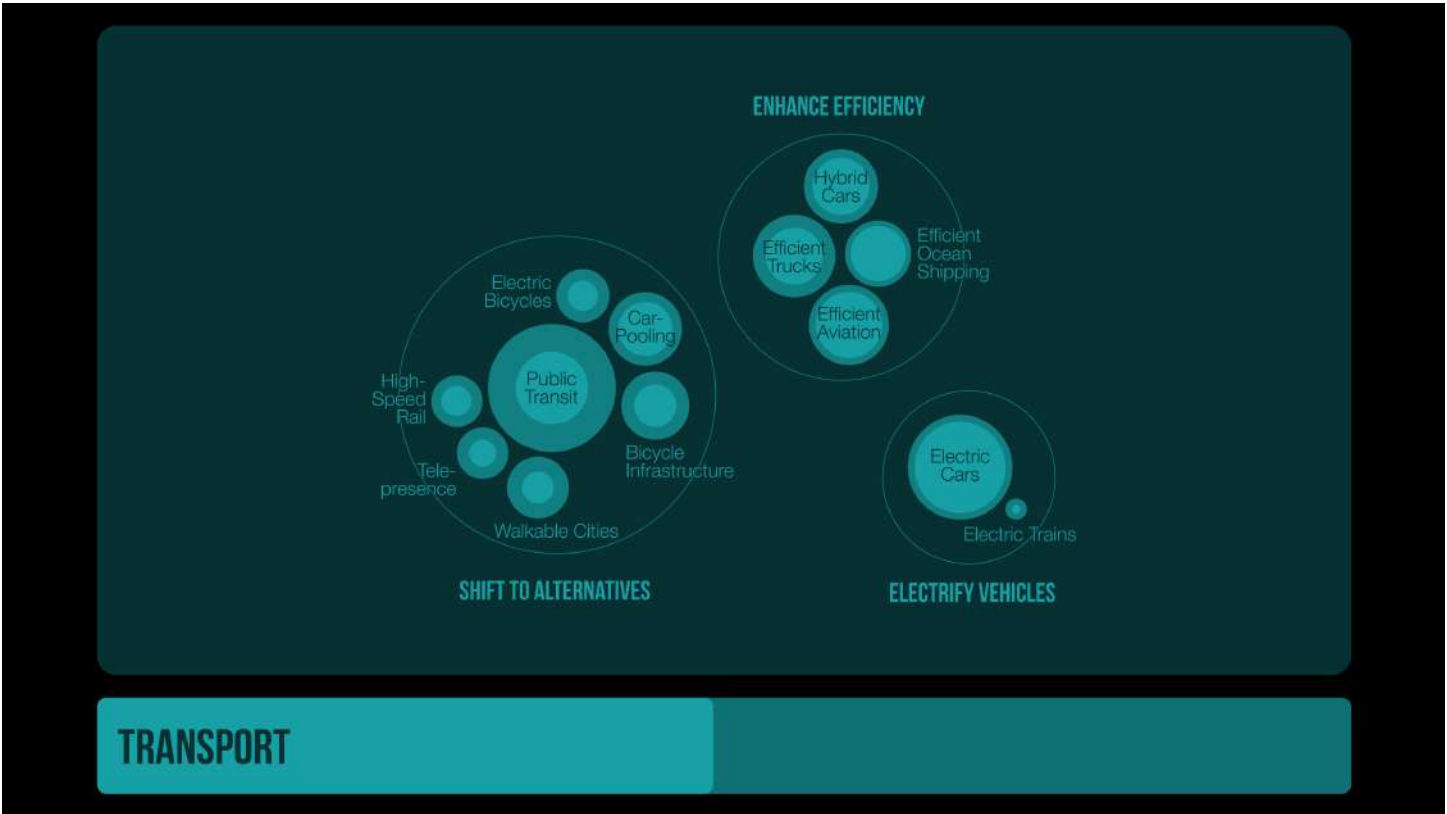 ENHANCE EFFICIENCY
Hybrid
Cars
Efficient
Trucks
Efficient
Ocean
Shipping
Efficient
Aviation
Electric
Bicycles
Car-
Pooling
Public
Transit
High-
Speed
Rail
Bicycle
Infrastructure
Tele-
presence
Walkable Cities
SHIFT TO ALTERNATIVES
Electric
Cars
Electric Trains
ELECTRIFY VEHICLES
TRANSPORT